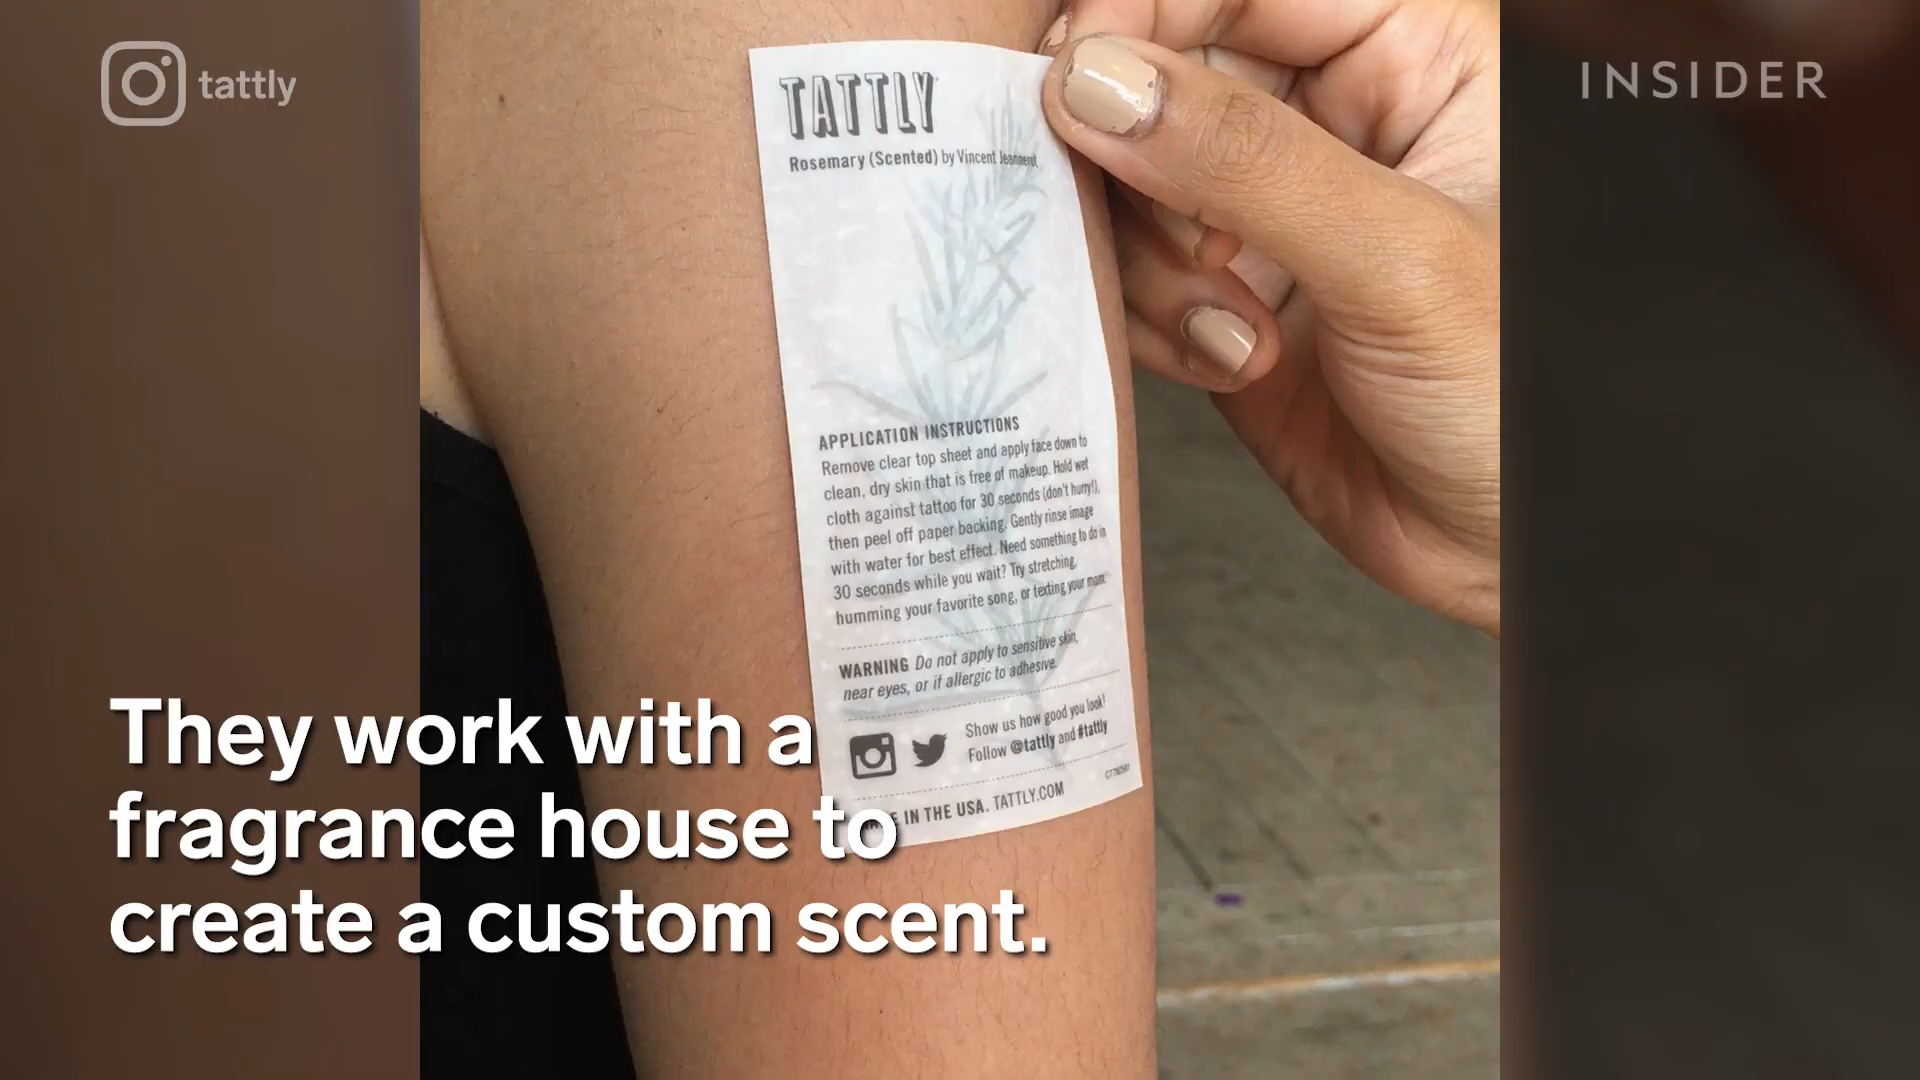 tattly
INSIDER
TATTLY
Rosemary (Scented) by Vincent Jeanneret
APPLICATION INSTRUCTIONS
Remove clear top sheet and apply face down to
clean, dry skin that is free of makeup. Hold wet
cloth against tattoo for 30 seconds (don't hurry!),
then peel off paper backing. Gently rinse image
with water for best effect. Need something to do in
30 seconds while you wait? Try stretching,
humming your favorite song, or texting your mom.
WARNING Do not apply to sensitive skin,
near eyes, or if allergic to adhesive.
Show us how good you look!
Follow @tattly and #tattly
IN THE USA. TATTLY.COM
They work with a
fragrance house to
create a custom scent.